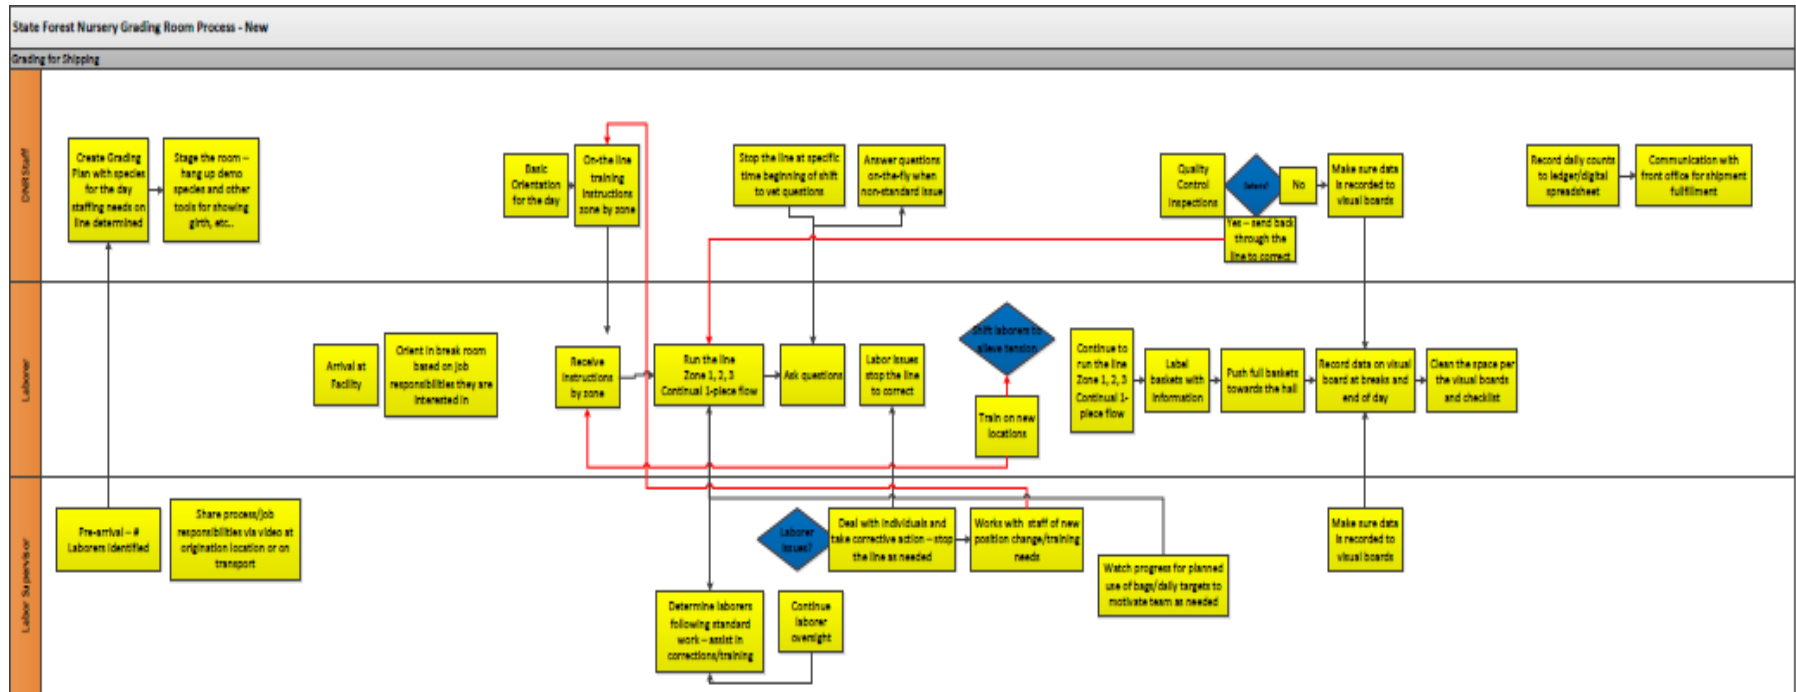 State Forest Nursery Grading Room Process - New
Grading for Shipping
DNR Staff
Create Grading
Plan with species
for the day
staffing needs on
line determined
Stage the room –
hang up demo
species and other
tools for showing
girth, etc..
Basic
Orientation
for the day
On-the line
training
instructions
zone by zone
Stop the line at specific
time beginning of shift
to vet questions
Answer questions
on-the-fly when
non-standard issue
Quality
Control
Inspections
No
Yes – send back
through the
line to correct
Make sure data
is recorded to
visual boards
Record daily counts
to ledger/digital
spreadsheet
Communication with
front office for shipment
fullfillment
Laborer
Arrival at
Facility
Orient in break room
based on job
responsibilities they are
interested in
Receive
instructions
by zone
Run the line
Zone 1, 2, 3
Continual 1-piece flow
Ask questions
Labor issues
stop the line
to correct
Shift laborers to
alieve tension
Train on new
locations
Continue to
run the line
Zone 1, 2, 3
Continual 1-
piece flow
Label
baskets with
information
Push full baskets
towards the hall
Record data on visual
board at breaks and
end of day
Clean the space per
the visual boards
and checklist
Labor Supervisor
Pre-arrival – #
Laborers identified
Share process/job
responsibilities via video at
origination location or on
transport
Laborer
Issues?
Deal with individuals and
take corrective action – stop
the line as needed
Works with staff of new
position change/training
needs
Watch progress for planned
use of bags/daily targets to
motivate team as needed
Make sure data
is recorded to
visual boards
Determine laborers
following standard
work – assist in
corrections/training
Continue
laborer
oversight